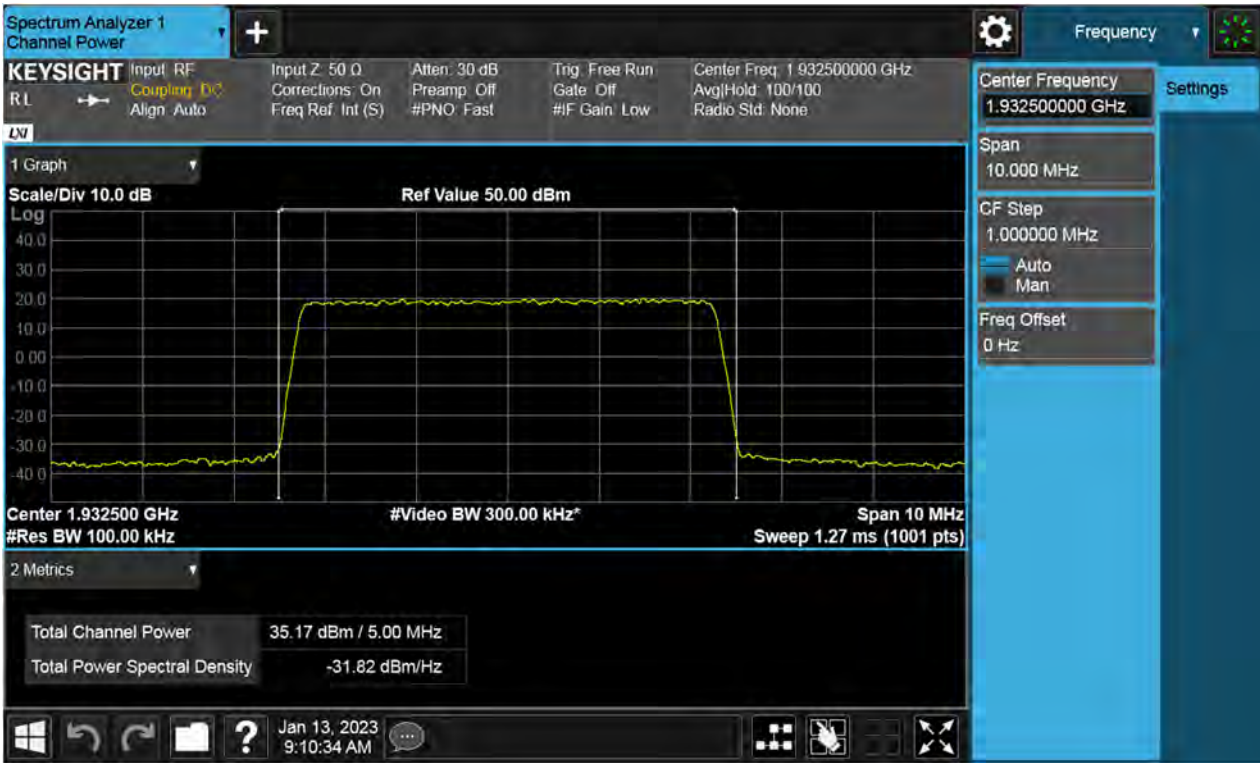 Spectrum Analyzer 1
Channel Power
+
Frequency
KEYSIGHT
RL
LXI
Input: RF
Coupling: DC
Align: Auto
Input Z: 50 Ω
Corrections: On
Freq Ref: Int (S)
Atten: 30 dB
Preamp: Off
#PNO: Fast
Trig: Free Run
Gate: Off
#IF Gain: Low
Center Freq: 1.932500000 GHz
Avg|Hold: 100/100
Radio Std: None
1 Graph
Scale/Div 10.0 dB
Ref Value 50.00 dBm
Log
40.0
30.0
20.0
10.0
0.00
-10.0
-20.0
-30.0
-40.0
Center 1.932500 GHz
#Video BW 300.00 kHz*
Span 10 MHz
#Res BW 100.00 kHz
Sweep 1.27 ms (1001 pts)
2 Metrics
Total Channel Power
35.17 dBm / 5.00 MHz
Total Power Spectral Density
-31.82 dBm/Hz
?
Jan 13, 2023
9:10:34 AM
Center Frequency
1.932500000 GHz
Settings
Span
10.000 MHz
CF Step
1.000000 MHz
Auto
Man
Freq Offset
0 Hz